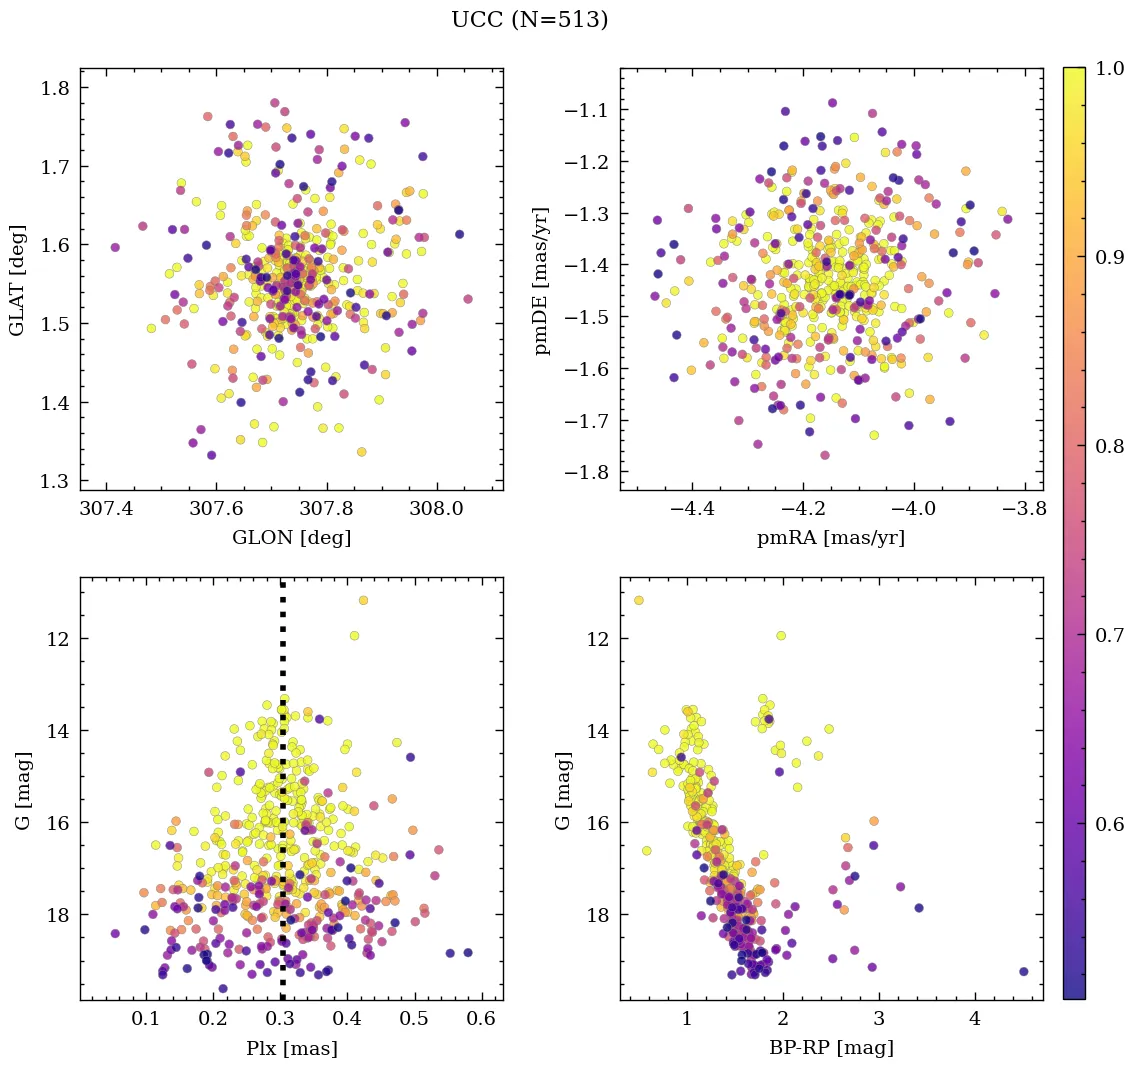 UCC (N=513)
1.8
1.7
1.6
1.5
1.4
1.3
GLAT [deg]
307.4 307.6 307.8 308.0
GLON [deg]
−1.1
−1.2
−1.3
−1.4
−1.5
−1.6
−1.7
−1.8
pmDE [mas/yr]
−4.4 −4.2 −4.0 −3.8
pmRA [mas/yr]
12
14
16
18
G [mag]
0.1 0.2 0.3 0.4 0.5 0.6
Plx [mas]
12
14
16
18
G [mag]
1 2 3 4
BP-RP [mag]
1.0
0.9
0.8
0.7
0.6